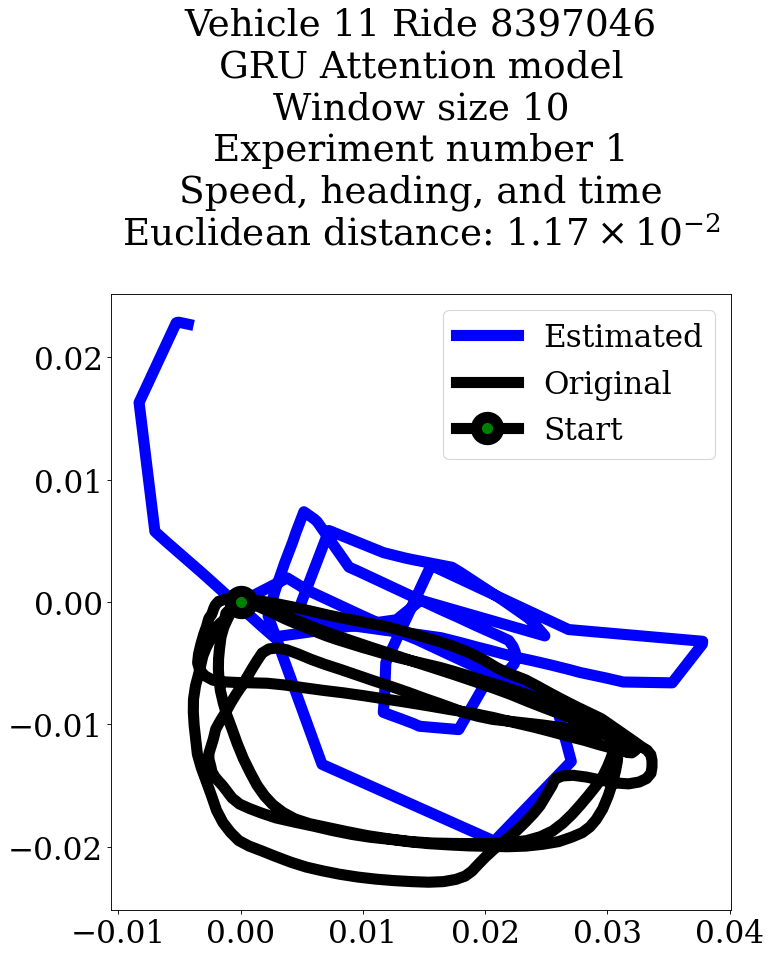 Vehicle 11 Ride 8397046
GRU Attention model
Window size 10
Experiment number 1
Speed, heading, and time
Euclidean distance: 1.17 × 10⁻²
Estimated
Original
Start
0.02
0.01
0.00
−0.01
−0.02
−0.01
0.00
0.01
0.02
0.03
0.04